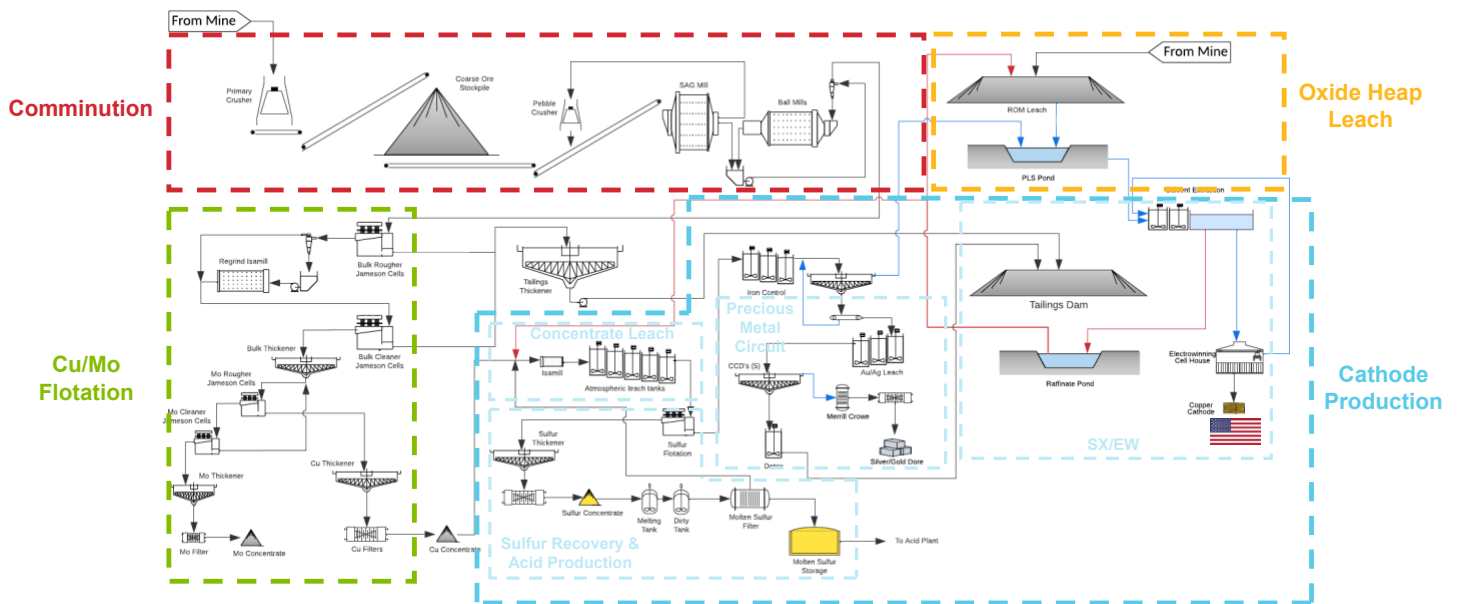 From Mine
From Mine
Comminution
Primary
Crusher
Coarse Ore
Stockpile
Pebble
Crusher
SAG Mill
Ball Mills
ROM Leach
PLS Pond
Oxide Heap
Leach
Solvent Extraction
Bulk Rougher
Jameson Cells
Regrind Isamill
Tailings
Thickener
Iron Control
Tailings Dam
Precious
Metal
Circuit
Concentrate Leach
Bulk Thickener
Bulk Cleaner
Jameson Cells
Isamill
Atmospheric leach tanks
CCD's (5)
Au/Ag Leach
Raffinate Pond
Electrowinning
Cell House
Cu/Mo
Flotation
Mo Rougher
Jameson Cells
Mo Cleaner
Jameson Cells
Merrill Crowe
Copper
Cathode
Cathode
Production
Sulfur
Thickener
Sulfur
Flotation
Silver/Gold Dore
SX/EW
Mo Thickener
Cu Thickener
Sulfur Concentrate
Melting
Tank
Dirty
Tank
Molten Sulfur
Filter
Mo Filter
Mo Concentrate
Cu Filters
Cu Concentrate
Sulfur Recovery &
Acid Production
Molten Sulfur
Storage
To Acid Plant